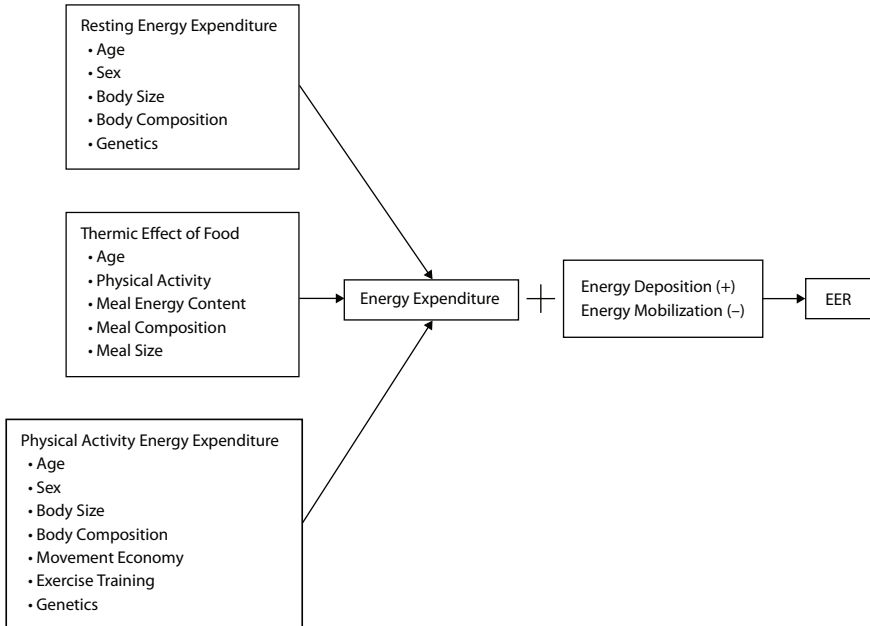 Resting Energy Expenditure
• Age
• Sex
• Body Size
• Body Composition
• Genetics
Thermic Effect of Food
• Age
• Physical Activity
• Meal Energy Content
• Meal Composition
• Meal Size
Physical Activity Energy Expenditure
• Age
• Sex
• Body Size
• Body Composition
• Movement Economy
• Exercise Training
• Genetics
Energy Expenditure
+
Energy Deposition (+)
Energy Mobilization (–)
EER